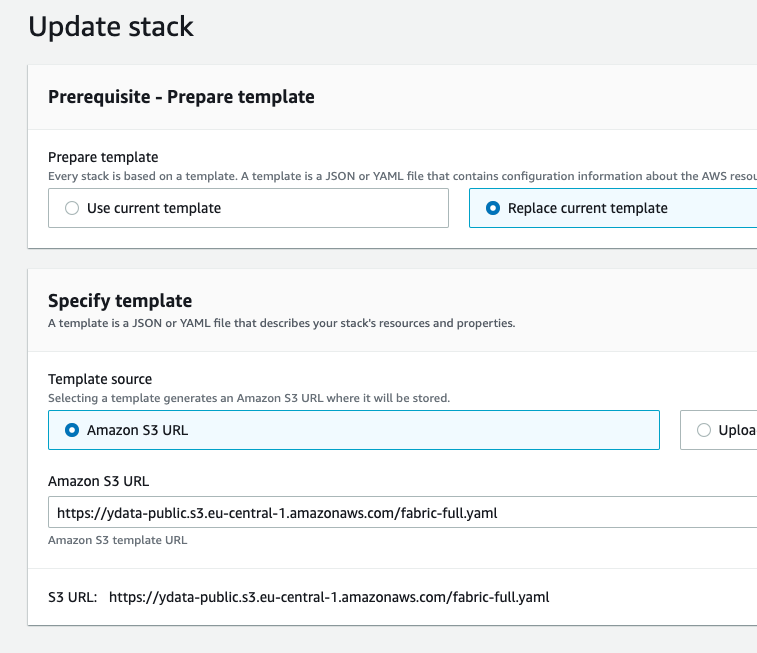 Update stack
Prerequisite - Prepare template
Prepare template
Every stack is based on a template. A template is a JSON or YAML file that contains configuration information about the AWS
Use current template
Replace current template
Specify template
A template is a JSON or YAML file that describes your stack's resources and properties.
Template source
Selecting a template generates an Amazon S3 URL where it will be stored.
Amazon S3 URL
Amazon S3 URL
https://ydata-public.s3.eu-central-1.amazonaws.com/fabric-full.yaml
Amazon S3 template URL
S3 URL: https://ydata-public.s3.eu-central-1.amazonaws.com/fabric-full.yaml